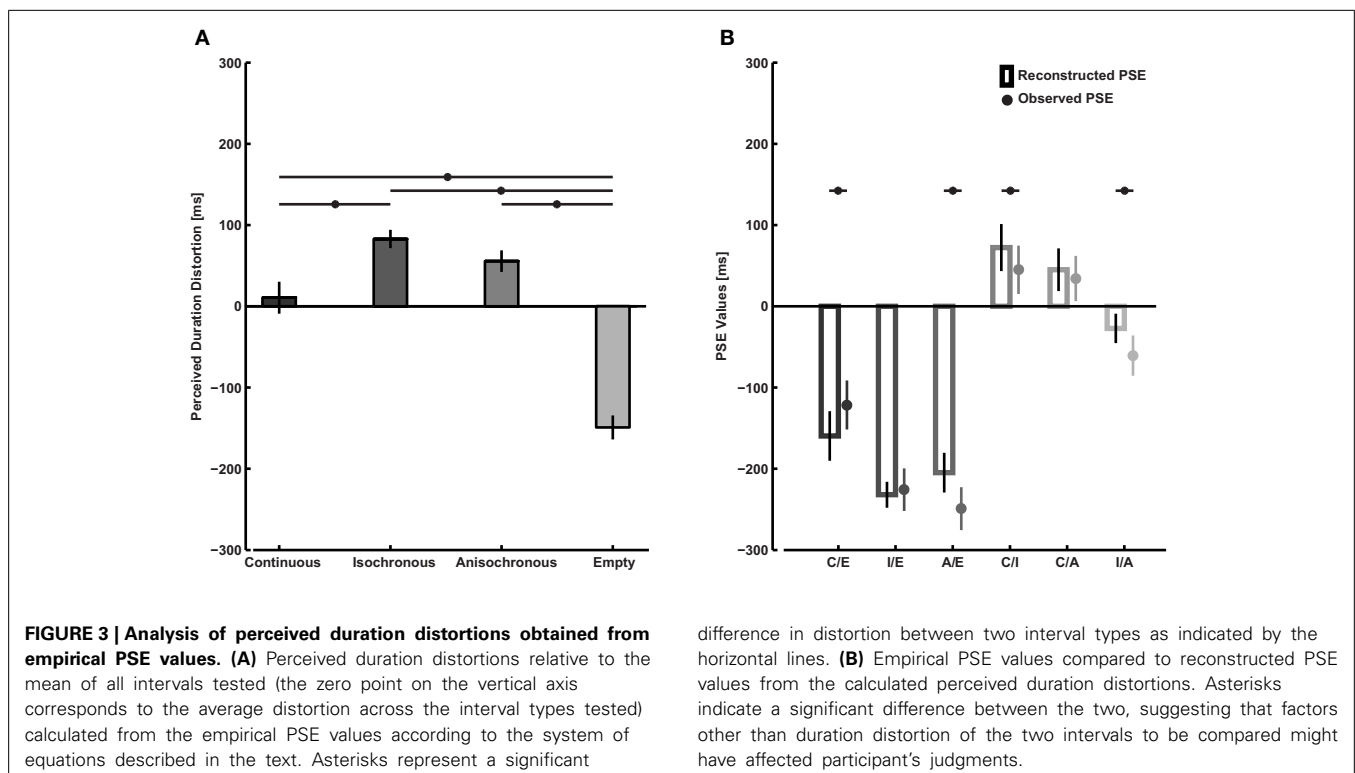 A
300
200
100
0
−100
−200
−300
Perceived Duration Distortion [ms]
Continuous Isochronous Anisochronous Empty
B
300
200
100
0
−100
−200
−300
PSE Values [ms]
Reconstructed PSE
Observed PSE
C/E I/E A/E C/I C/A I/A
FIGURE 3 | Analysis of perceived duration distortions obtained from
empirical PSE values. (A) Perceived duration distortions relative to the
mean of all intervals tested (the zero point on the vertical axis
corresponds to the average distortion across the interval types tested)
calculated from the empirical PSE values according to the system of
equations described in the text. Asterisks represent a significant
difference in distortion between two interval types as indicated by the
horizontal lines. (B) Empirical PSE values compared to reconstructed PSE
values from the calculated perceived duration distortions. Asterisks
indicate a significant difference between the two, suggesting that factors
other than duration distortion of the two intervals to be compared might
have affected participant's judgments.